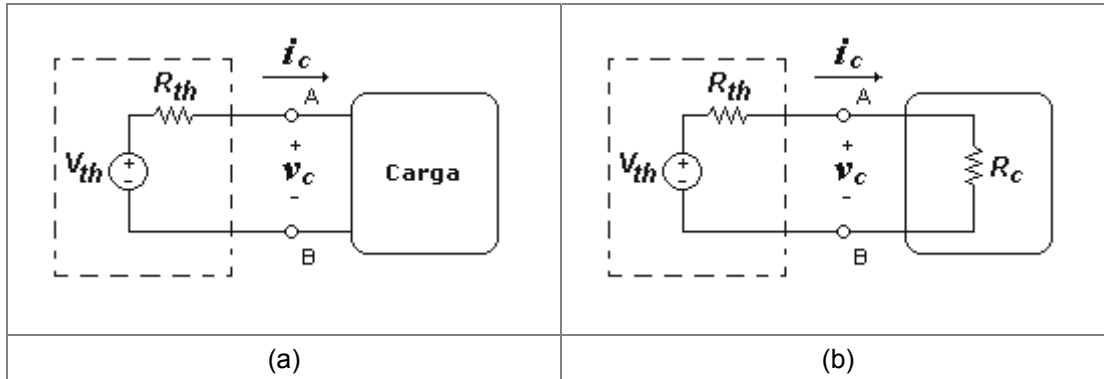 i_c
R_th
A
V_th
+
-
+
v_c
-
Carga
B
(a)
i_c
R_th
A
V_th
+
-
+
v_c
-
R_c
B
(b)